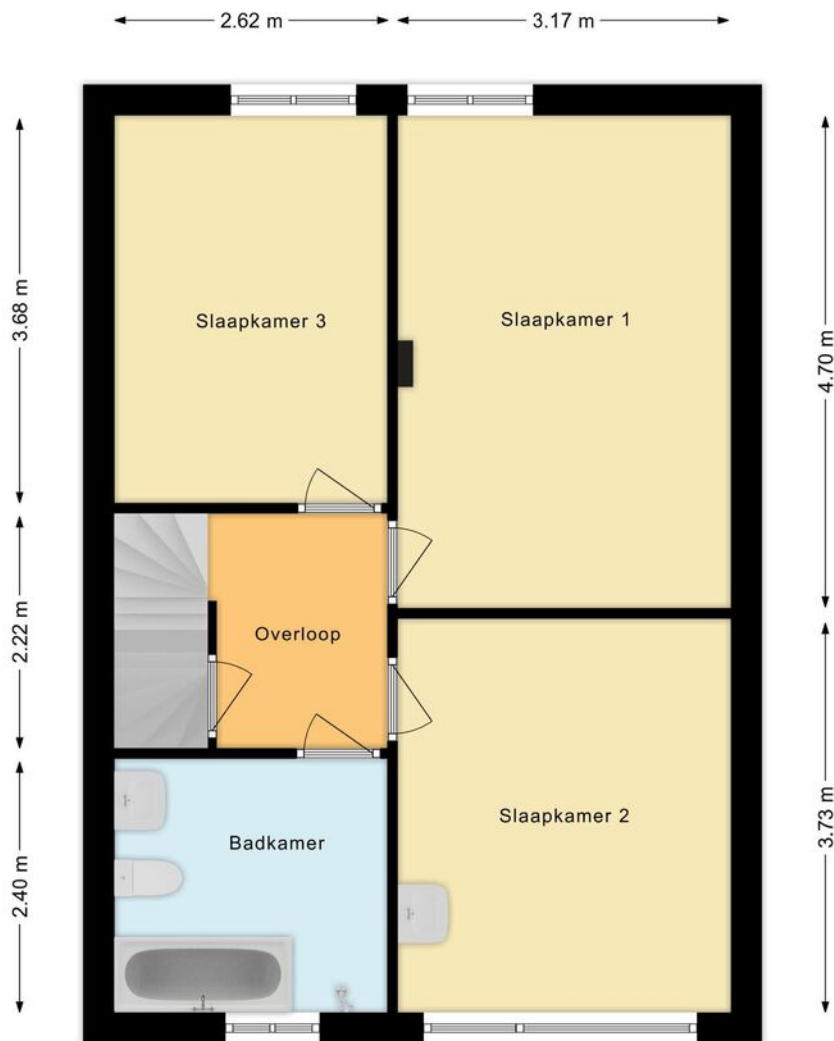 2.62 m
3.17 m
3.68 m
4.70 m
Slaapkamer 3
Slaapkamer 1
2.22 m
Overloop
2.40 m
3.73 m
Badkamer
Slaapkamer 2